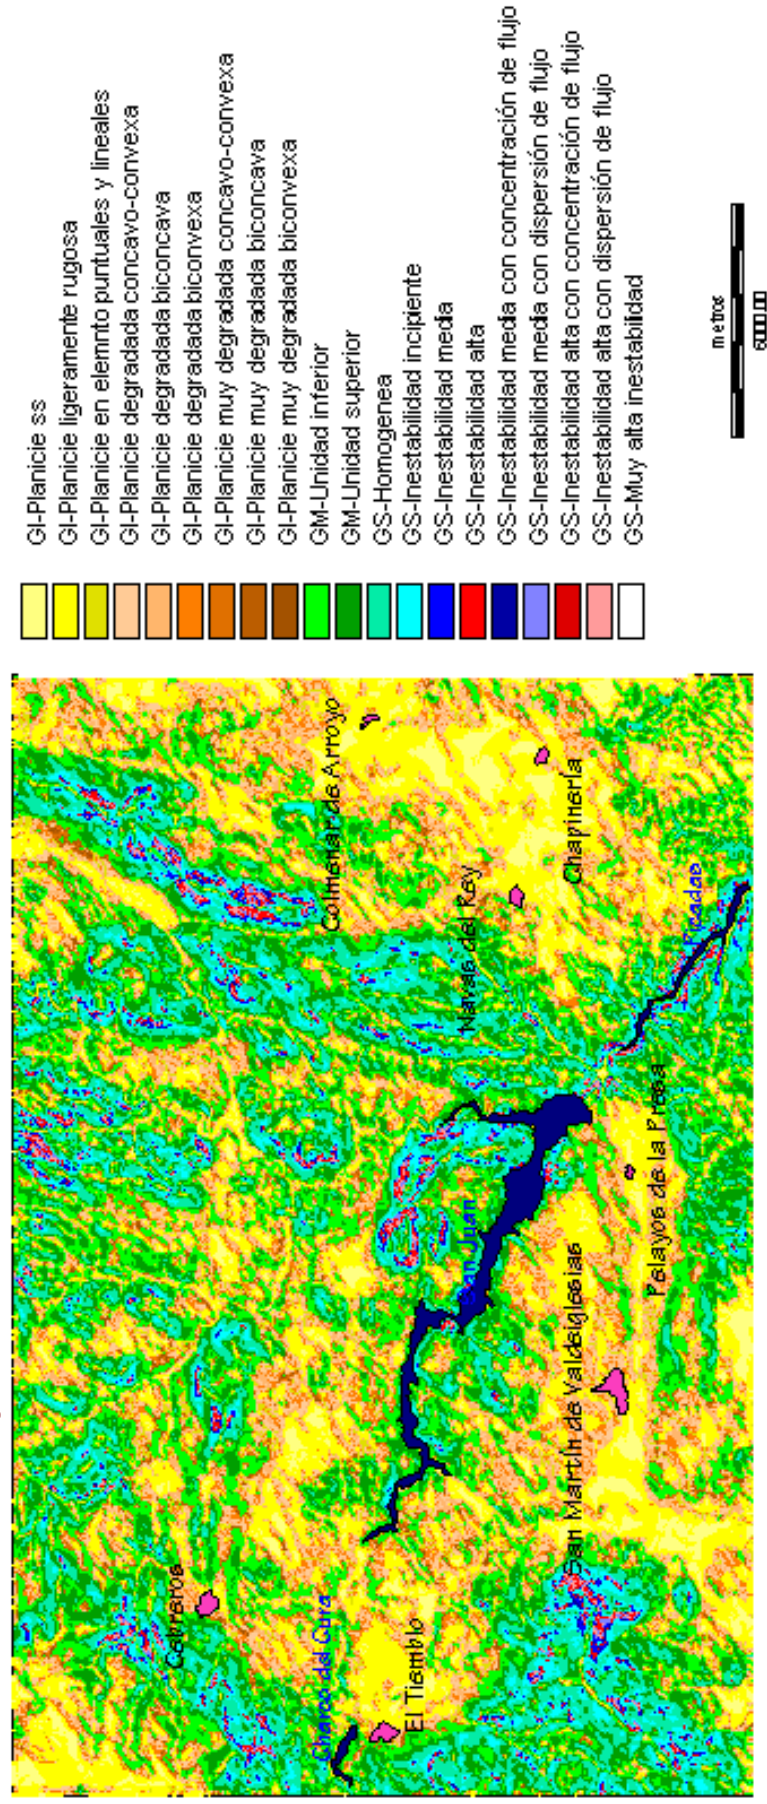 GI-Planicie ss
GI-Planicie ligeramente rugosa
GI-Planicie en elemnto puntuales y lineales
GI-Planicie degradada concavo-convexa
GI-Planicie degradada biconcava
GI-Planicie degradada biconvexa
GI-Planicie muy degradada concavo-convexa
GI-Planicie muy degradada biconcava
GI-Planicie muy degradada biconvexa
GM-Unidad inferior
GM-Unidad superior
GS-Homogenea
GS-Inestabilidad incipiente
GS-Inestabilidad media
GS-Inestabilidad alta
GS-Inestabilidad media con concentración de flujo
GS-Inestabilidad media con dispersión de flujo
GS-Inestabilidad alta con concentración de flujo
GS-Inestabilidad alta con dispersión de flujo
GS-Muy alta inestabilidad
metros
6000.00
Cebreros
Charco del Cura
El Tiemblo
Colmenar de Arroyo
Navas del Rey
Chapinería
San Juan
San Martín de Valdeiglesias
Pelayos de la Presa
Picadas